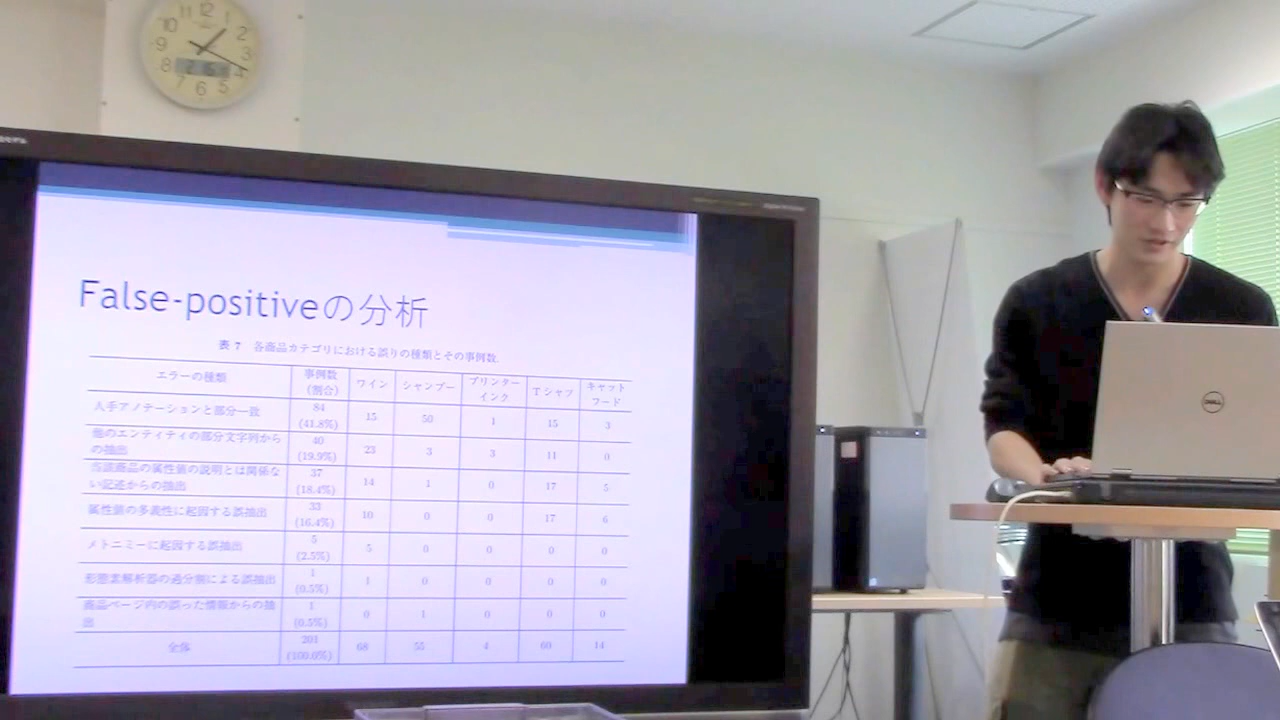 False-positiveの分析
表 7 各商品カテゴリにおける誤りの種類とその事例数.
エラーの種類 事例数 (割合) ワイン シャンプー プリンターインク Tシャツ キャットフード
人手アノテーションと部分一致 84 (41.8%) 15 50 1 15 3
他のエンティティの部分文字列からの抽出 40 (19.9%) 23 3 3 11 0
当該商品の属性値の説明とは関係ない記述からの抽出 37 (18.4%) 14 1 0 17 5
属性値の多義性に起因する誤抽出 33 (16.4%) 10 0 0 17 6
メトニミーに起因する誤抽出 5 (2.5%) 5 0 0 0 0
形態素解析器の過分割による誤抽出 1 (0.5%) 1 0 0 0 0
商品ページ内の誤った情報からの抽出 1 (0.5%) 0 1 0 0 0
全体 201 (100.0%) 68 55 4 60 14
DELL
11 12 1
10 2
9 3
8 4
7 6 5